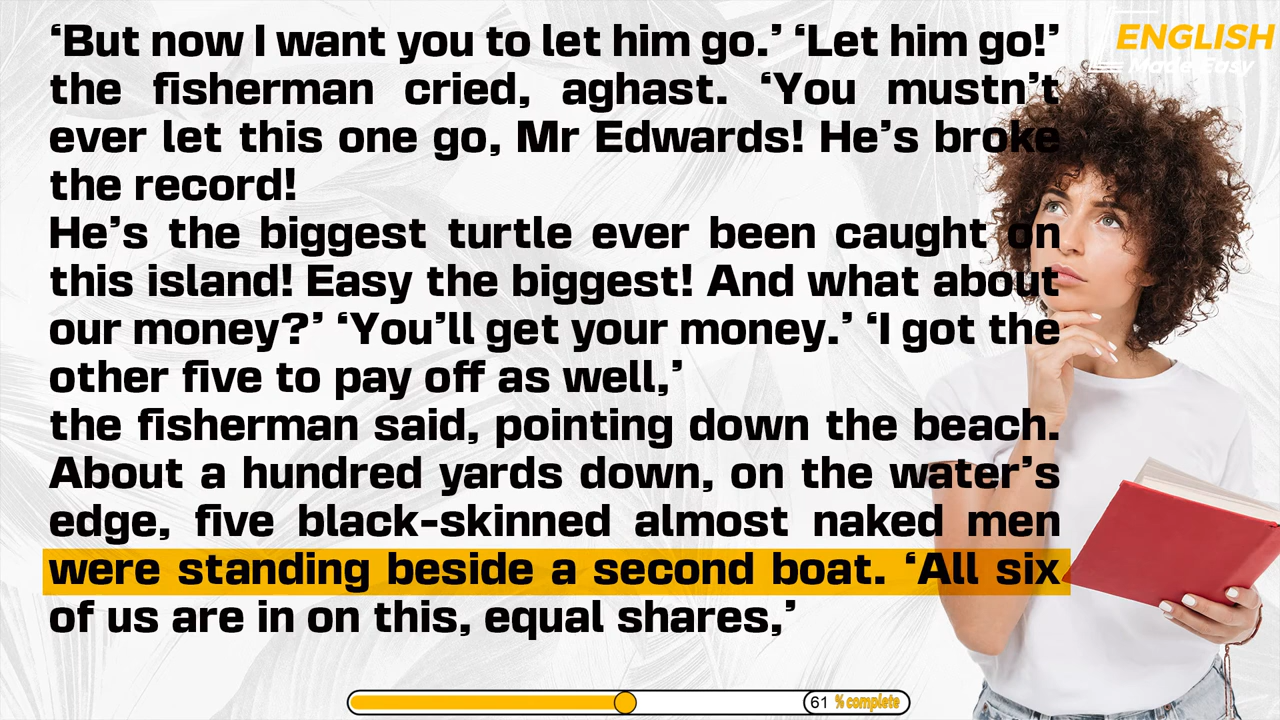 ‘But now I want you to let him go.’ ‘Let him go!’
the fisherman cried, aghast. ‘You mustn’t
ever let this one go, Mr Edwards! He’s broke
the record!
He’s the biggest turtle ever been caught on
this island! Easy the biggest! And what about
our money?’ ‘You’ll get your money.’ ‘I got the
other five to pay off as well,’
the fisherman said, pointing down the beach.
About a hundred yards down, on the water’s
edge, five black-skinned almost naked men
were standing beside a second boat. ‘All six
of us are in on this, equal shares,’
ENGLISH
Made Easy
61 % complete